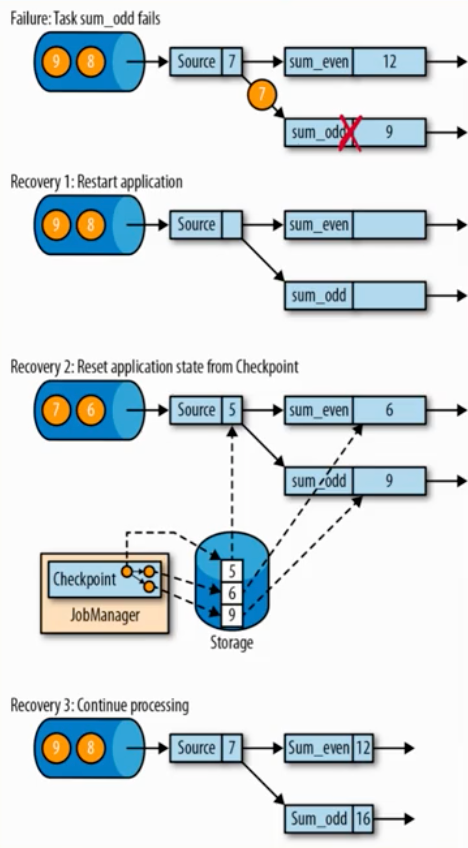 Failure: Task sum_odd fails
9 8 Source 7 sum_even 12
7
sum_odd 9
Recovery 1: Restart application
9 8 Source sum_even
sum_odd
Recovery 2: Reset application state from Checkpoint
7 6 Source 5 sum_even 6
sum_odd 9
Checkpoint
JobManager
5
6
9
Storage
Recovery 3: Continue processing
9 8 Source 7 Sum_even 12
Sum_odd 16